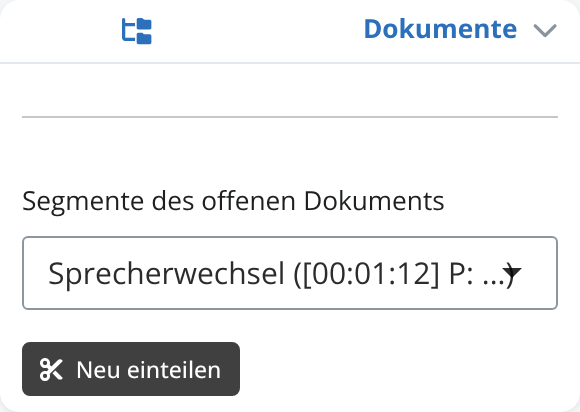 Dokumente
Segmente des offenen Dokuments
Sprecherwechsel ([00:01:12] P: ...)
Neu einteilen